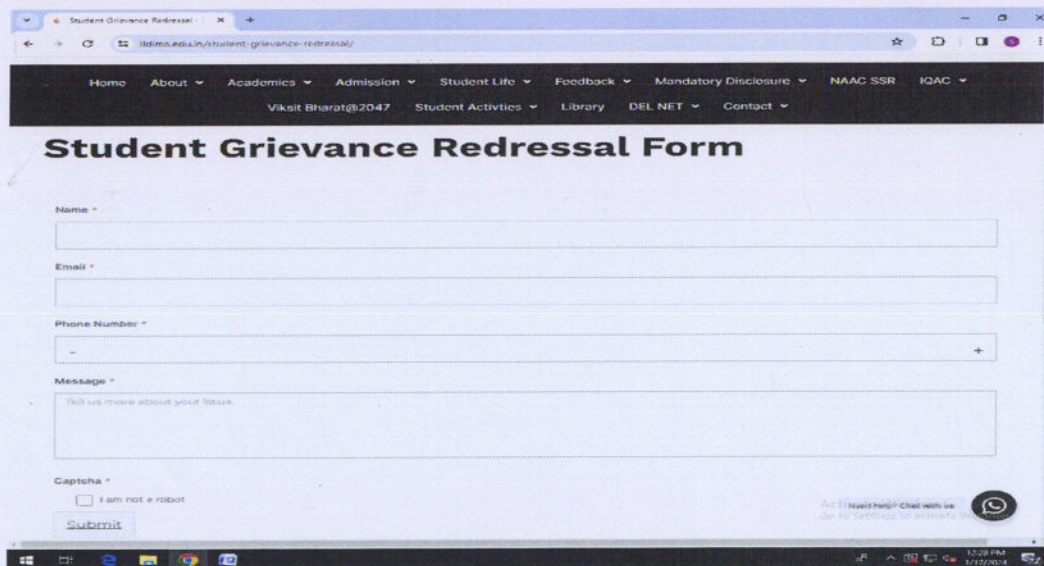 Student Grievance Redressal -
lldims.edu.in/student-grievance-redressal/
Home About Academics Admission Student Life Feedback Mandatory Disclosure NAAC SSR IQAC
Viksit Bharat@2047 Student Activties Library DEL NET Contact
Student Grievance Redressal Form
Name *
Email *
Phone Number *
- +
Message *
Tell us more about your Issue.
Captcha *
I am not a robot
Need help? Chat with us
Submit
12:28 PM
1/17/2024